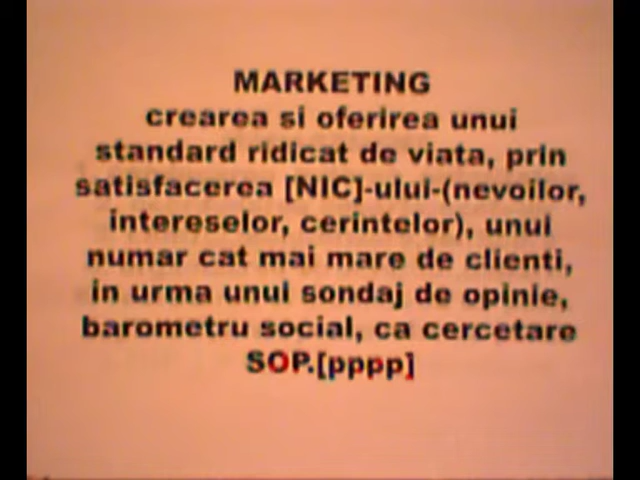 MARKETING
crearea si oferirea unui
standard ridicat de viata, prin
satisfacerea [NIC]-ului-(nevoilor,
intereselor, cerintelor), unui
numar cat mai mare de clienti,
in urma unui sondaj de opinie,
barometru social, ca cercetare
SOP.[pppp]